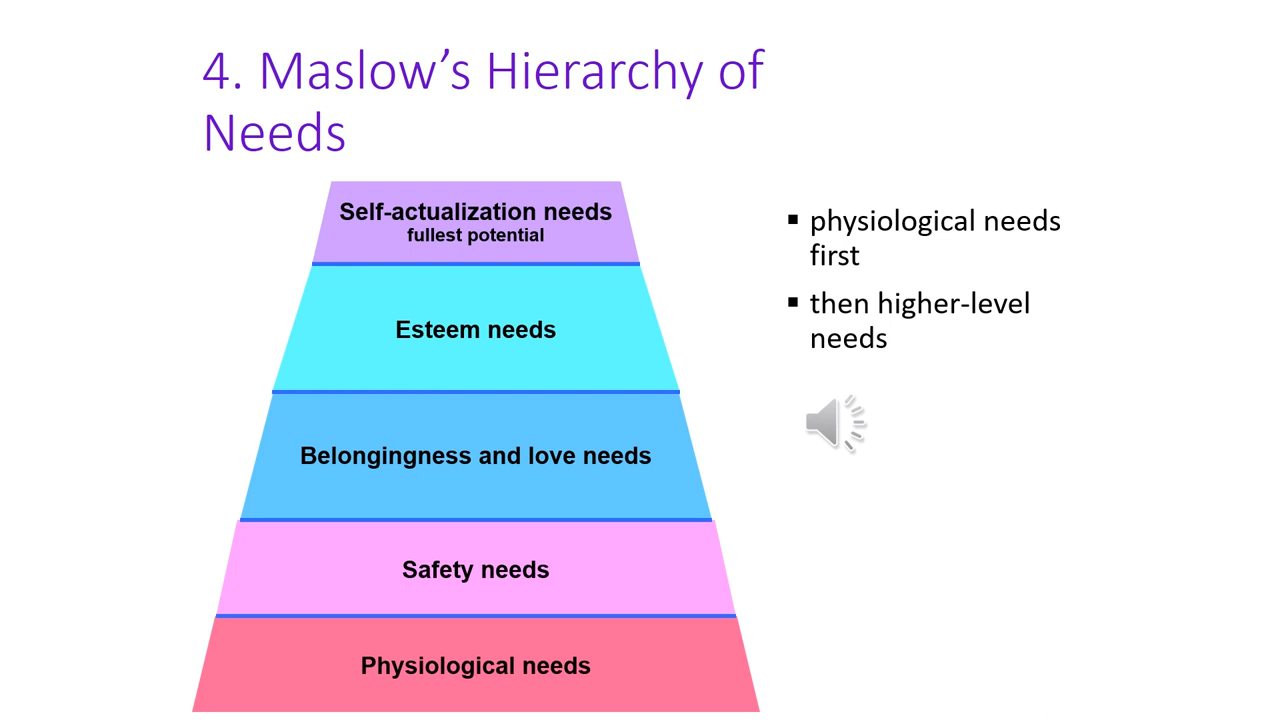 4. Maslow’s Hierarchy of
Needs
Self-actualization needs
fullest potential
Esteem needs
Belongingness and love needs
Safety needs
Physiological needs
▪ physiological needs
first
▪ then higher-level
needs